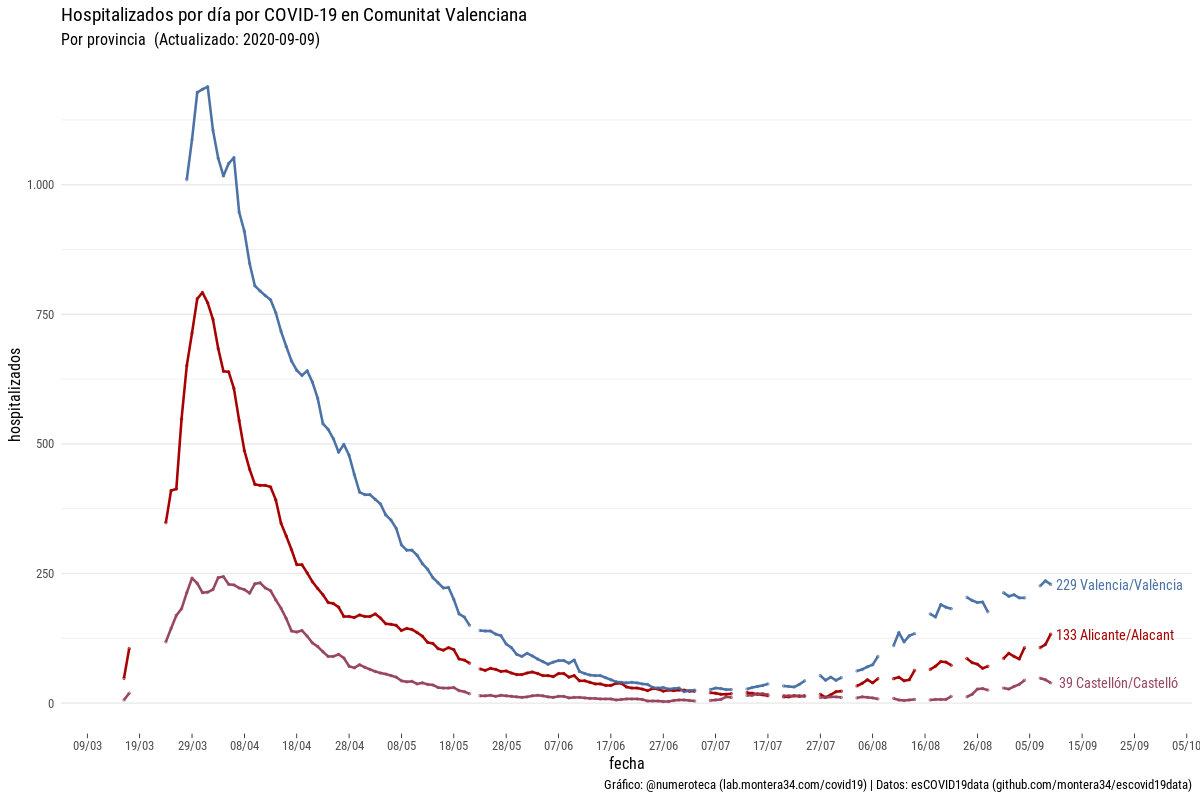 Hospitalizados por día por COVID-19 en Comunitat Valenciana
Por provincia (Actualizado: 2020-09-09)
hospitalizados
1.000
750
500
250
0
229 Valencia/València
133 Alicante/Alacant
39 Castellón/Castelló
09/03 19/03 29/03 08/04 18/04 28/04 08/05 18/05 28/05 07/06 17/06 27/06 07/07 17/07 27/07 06/08 16/08 26/08 05/09 15/09 25/09 05/10
fecha
Gráfico: @numeroteca (lab.montera34.com/covid19) | Datos: esCOVID19data (github.com/montera34/escovid19data)